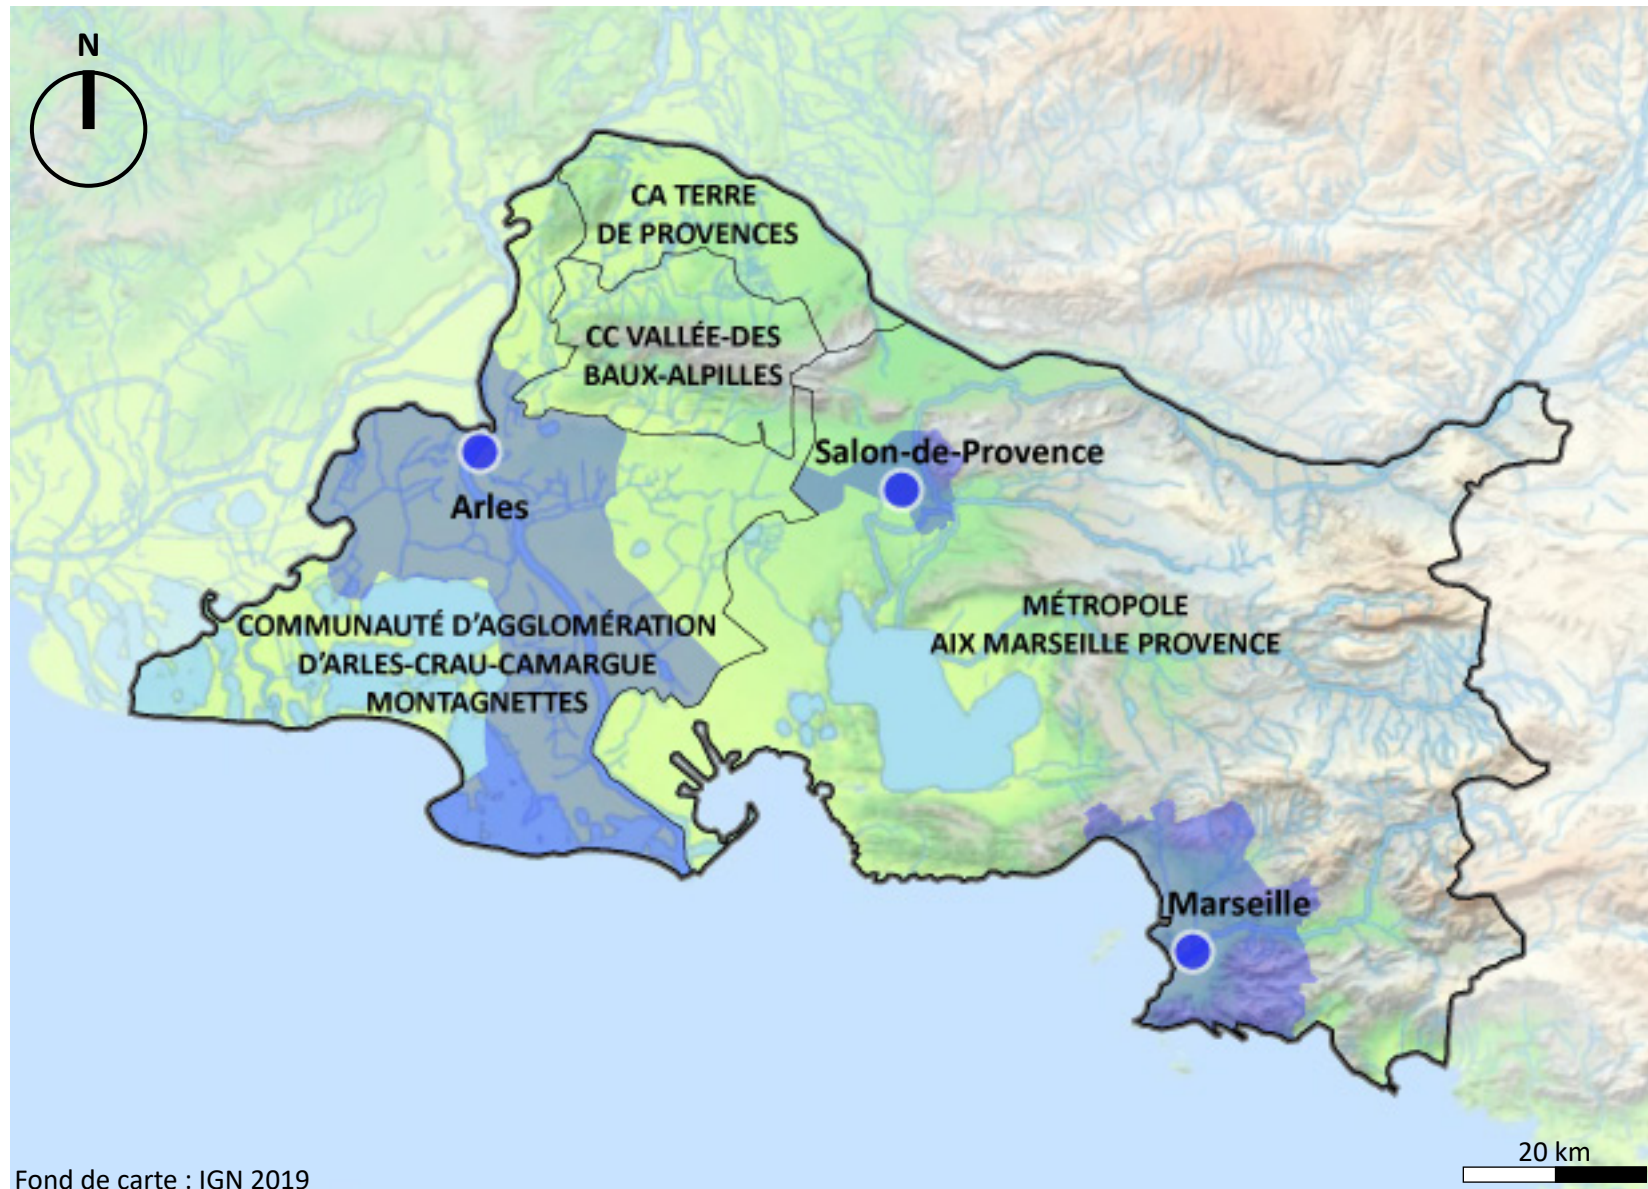 N
CA TERRE
DE PROVENCES
CC VALLÉE-DES
BAUX-ALPILLES
Salon-de-Provence
Arles
MÉTROPOLE
AIX MARSEILLE PROVENCE
COMMUNAUTÉ D'AGGLOMÉRATION
D'ARLES-CRAU-CAMARGUE
MONTAGNETTES
Marseille
20 km
Fond de carte : IGN 2019